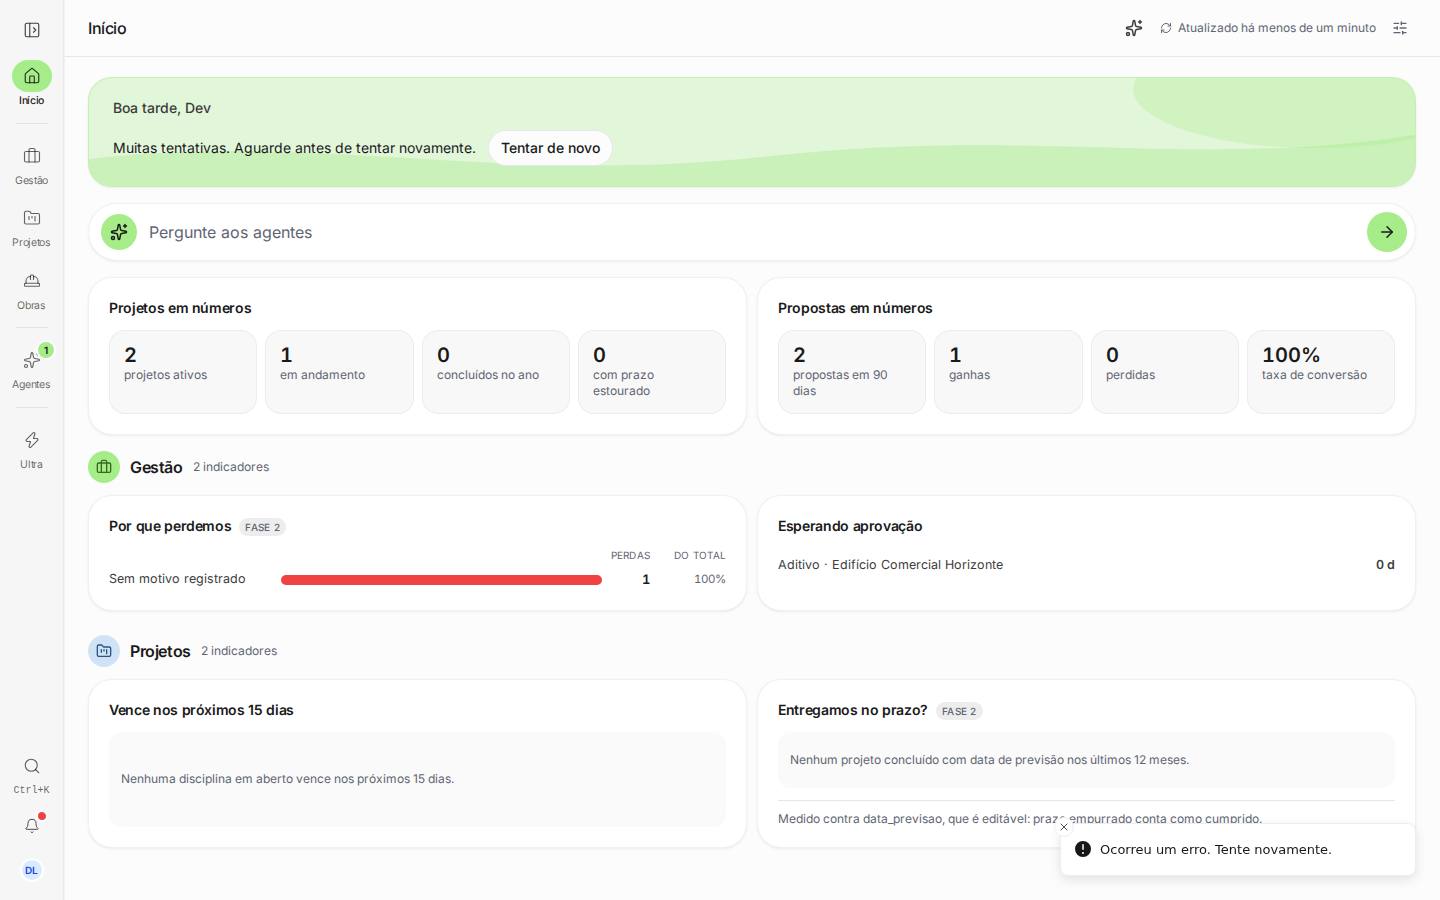 Início
Atualizado há menos de um minuto
Início
Gestão
Projetos
Obras
1
Agentes
Ultra
Ctrl+K
DL
Boa tarde, Dev
Muitas tentativas. Aguarde antes de tentar novamente.
Tentar de novo
Pergunte aos agentes
Projetos em números
2
projetos ativos
1
em andamento
0
concluídos no ano
0
com prazo
estourado
Propostas em números
2
propostas em 90
dias
1
ganhas
0
perdidas
100%
taxa de conversão
Gestão 2 indicadores
Por que perdemos FASE 2
PERDAS DO TOTAL
Sem motivo registrado 1 100%
Esperando aprovação
Aditivo · Edifício Comercial Horizonte 0 d
Projetos 2 indicadores
Vence nos próximos 15 dias
Nenhuma disciplina em aberto vence nos próximos 15 dias.
Entregamos no prazo? FASE 2
Nenhum projeto concluído com data de previsão nos últimos 12 meses.
Medido contra data_previsao, que é editável: prazo empurrado conta como cumprido.
Ocorreu um erro. Tente novamente.